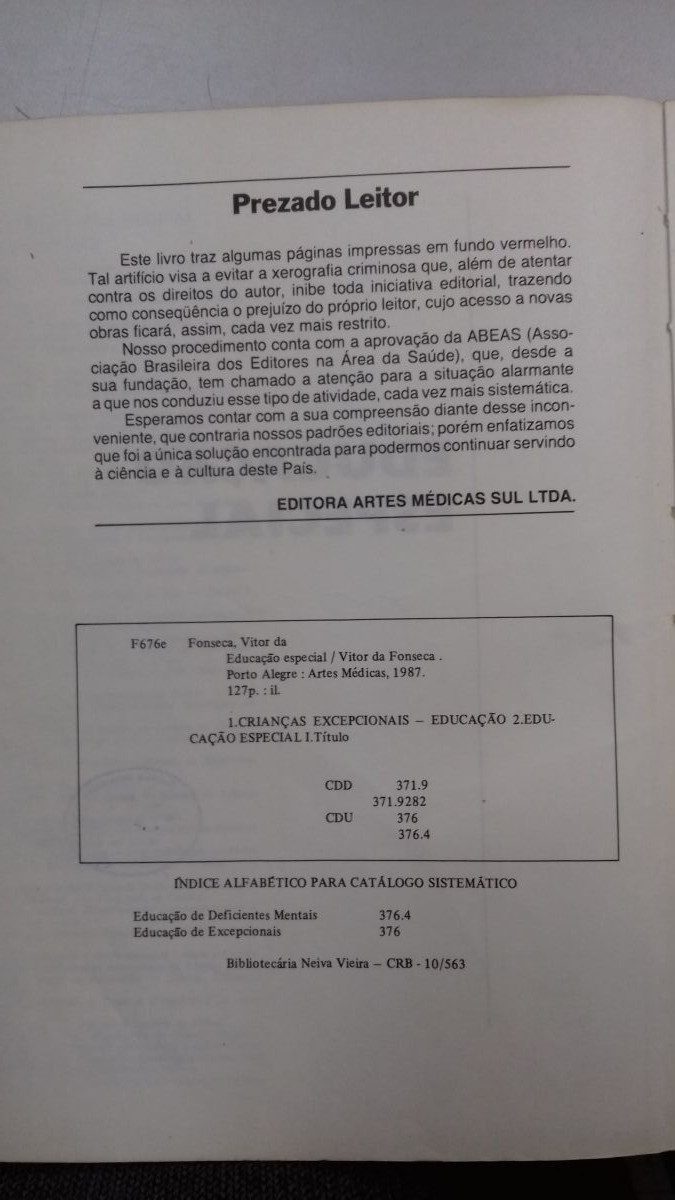 Prezado Leitor
Este livro traz algumas páginas impressas em fundo vermelho.
Tal artifício visa a evitar a xerografia criminosa que, além de atentar
contra os direitos do autor, inibe toda iniciativa editorial, trazendo
como conseqüência o prejuízo do próprio leitor, cujo acesso a novas
obras ficará, assim, cada vez mais restrito.
Nosso procedimento conta com a aprovação da ABEAS (Asso-
ciação Brasileira dos Editores na Área da Saúde), que, desde a
sua fundação, tem chamado a atenção para a situação alarmante
a que nos conduziu esse tipo de atividade, cada vez mais sistemática.
Esperamos contar com a sua compreensão diante desse incon-
veniente, que contraria nossos padrões editoriais; porém enfatizamos
que foi a única solução encontrada para podermos continuar servindo
à ciência e à cultura deste País.
EDITORA ARTES MÉDICAS SUL LTDA.
F676e Fonseca, Vitor da
Educação especial / Vitor da Fonseca .
Porto Alegre : Artes Médicas, 1987.
127p. : il.
1.CRIANÇAS EXCEPCIONAIS – EDUCAÇÃO 2.EDU-
CAÇÃO ESPECIAL I.Título
CDD 371.9
371.9282
CDU 376
376.4
ÍNDICE ALFABÉTICO PARA CATÁLOGO SISTEMÁTICO
Educação de Deficientes Mentais 376.4
Educação de Excepcionais 376
Bibliotecária Neiva Vieira – CRB - 10/563